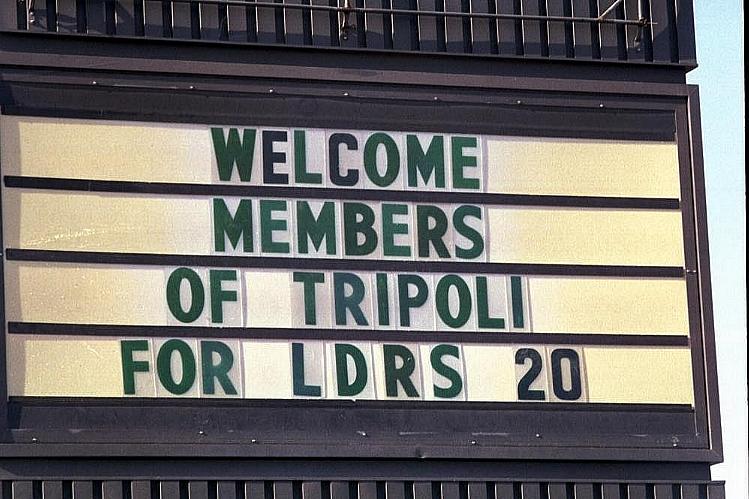 WELCOME
MEMBERS
OF TRIPOLI
FOR LDRS 20